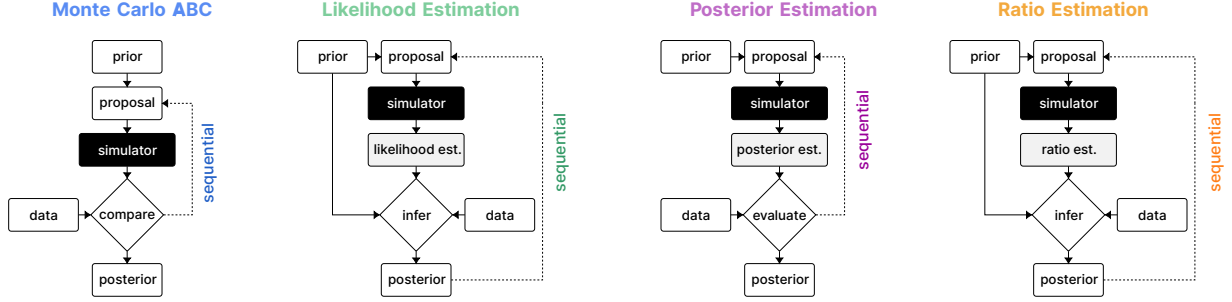 Monte Carlo ABC
prior
proposal
simulator
data
compare
posterior
sequential
Likelihood Estimation
prior
proposal
simulator
likelihood est.
infer
data
posterior
sequential
Posterior Estimation
prior
proposal
simulator
posterior est.
data
evaluate
posterior
sequential
Ratio Estimation
prior
proposal
simulator
ratio est.
infer
data
posterior
sequential